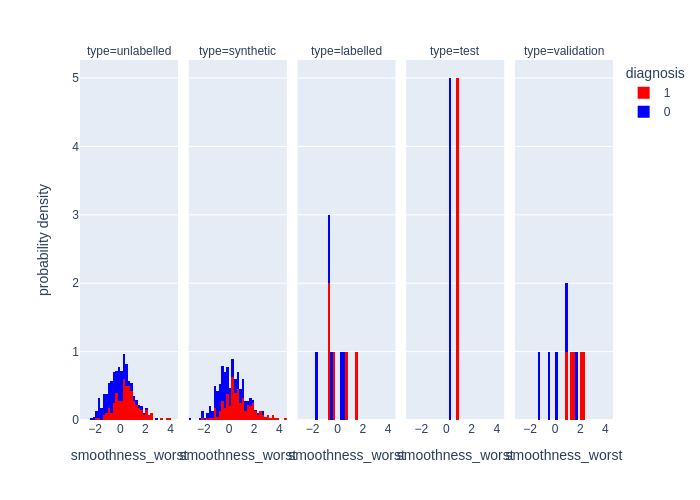 type=unlabelled type=synthetic type=labelled type=test type=validation
diagnosis
1
0
5
4
3
2
1
0
probability density
−2 0 2 4 −2 0 2 4 −2 0 2 4 −2 0 2 4 −2 0 2 4
smoothness_worst smoothness_worst smoothness_worst smoothness_worst smoothness_worst